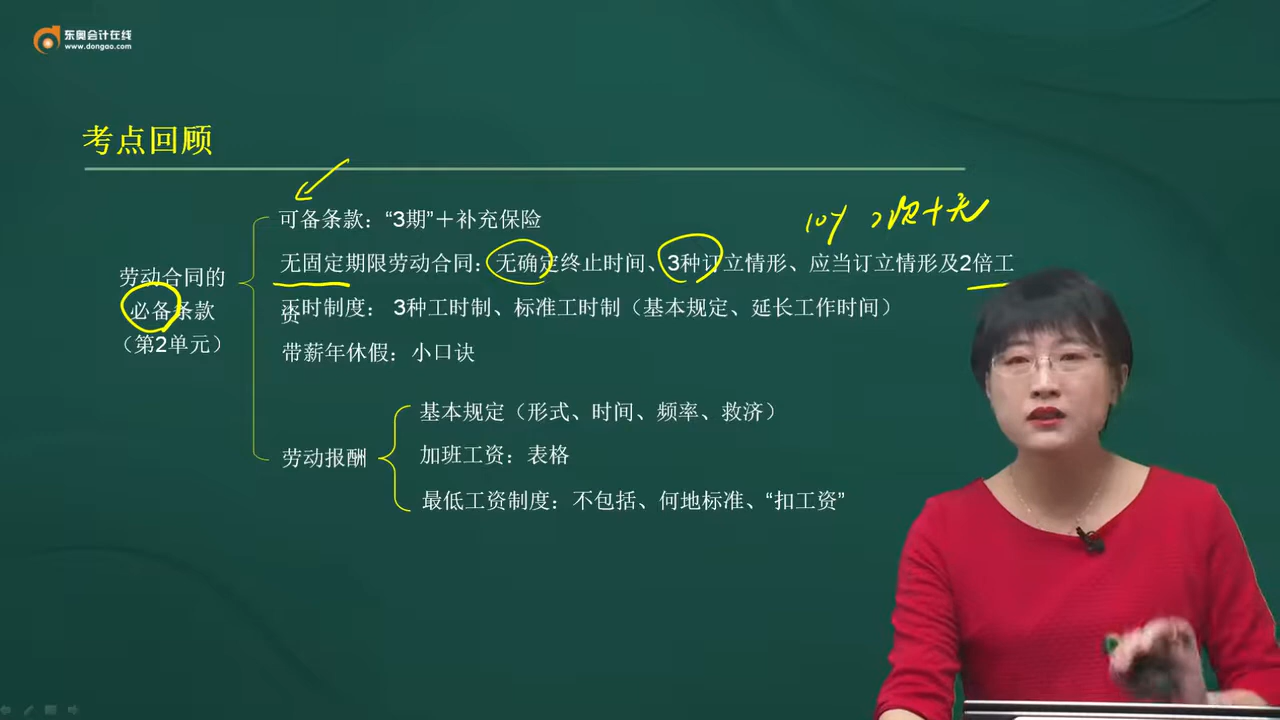 东奥会计在线
www.dongao.com
考点回顾
可备条款：“3期”＋补充保险
10y 2次＋无
无固定期限劳动合同：无确定终止时间、3种订立情形、应当订立情形及2倍工
资
劳动合同的
必备条款
（第2单元）
工时制度： 3种工时制、标准工时制（基本规定、延长工作时间）
带薪年休假：小口诀
劳动报酬
基本规定（形式、时间、频率、救济）
加班工资：表格
最低工资制度：不包括、何地标准、“扣工资”